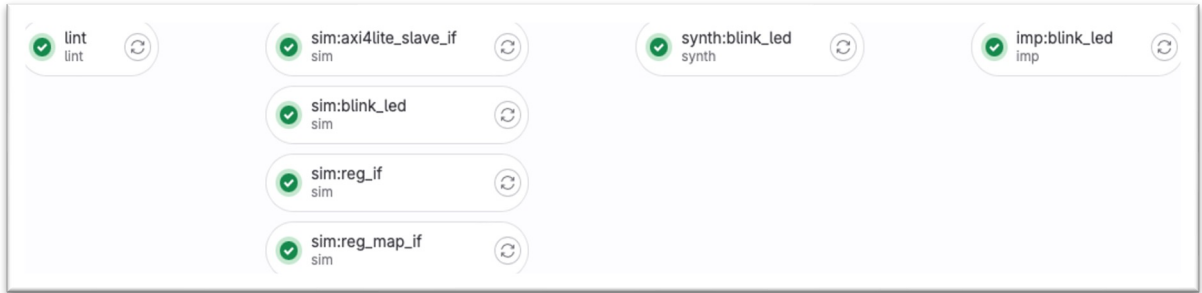 lint
lint
sim:axi4lite_slave_if
sim
sim:blink_led
sim
sim:reg_if
sim
sim:reg_map_if
sim
synth:blink_led
synth
imp:blink_led
imp